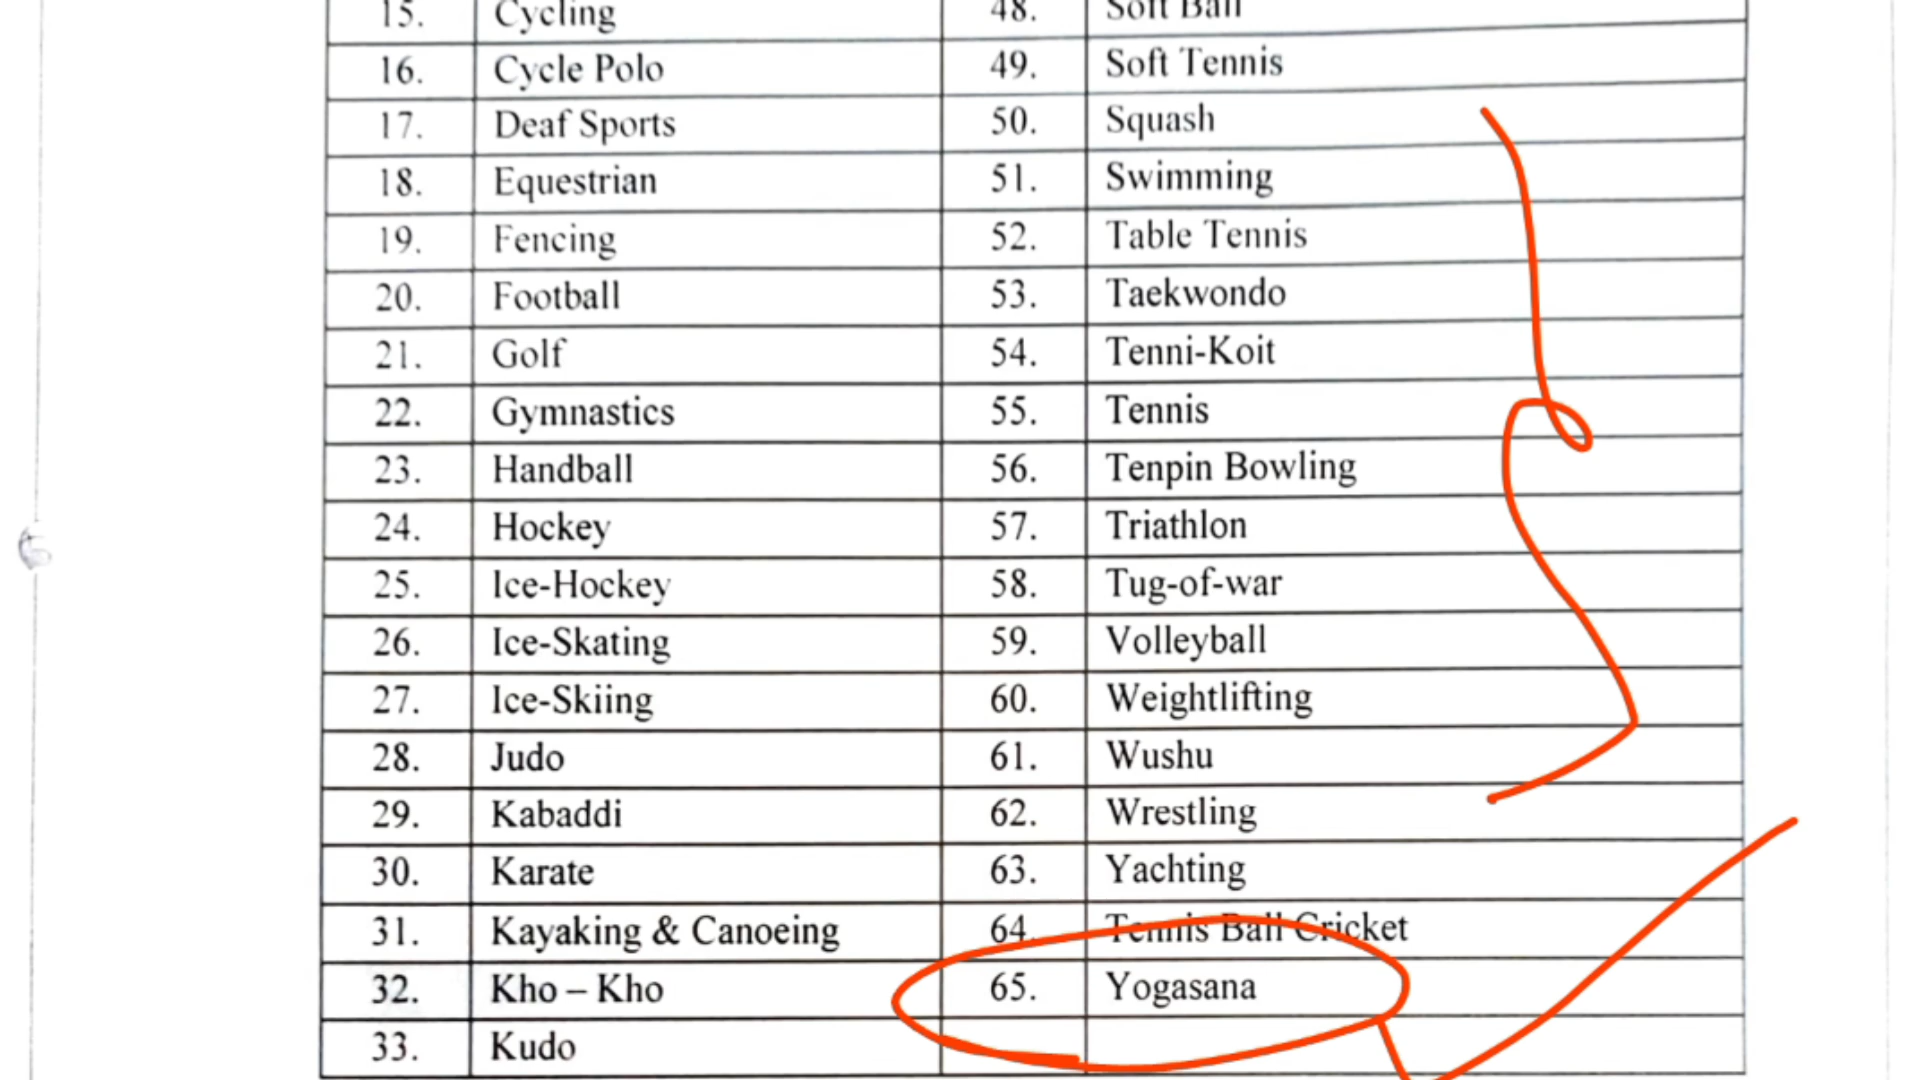 15. Cycling 48. Soft Ball
16. Cycle Polo 49. Soft Tennis
17. Deaf Sports 50. Squash
18. Equestrian 51. Swimming
19. Fencing 52. Table Tennis
20. Football 53. Taekwondo
21. Golf 54. Tenni-Koit
22. Gymnastics 55. Tennis
23. Handball 56. Tenpin Bowling
24. Hockey 57. Triathlon
25. Ice-Hockey 58. Tug-of-war
26. Ice-Skating 59. Volleyball
27. Ice-Skiing 60. Weightlifting
28. Judo 61. Wushu
29. Kabaddi 62. Wrestling
30. Karate 63. Yachting
31. Kayaking & Canoeing 64. Tennis Ball Cricket
32. Kho – Kho 65. Yogasana
33. Kudo